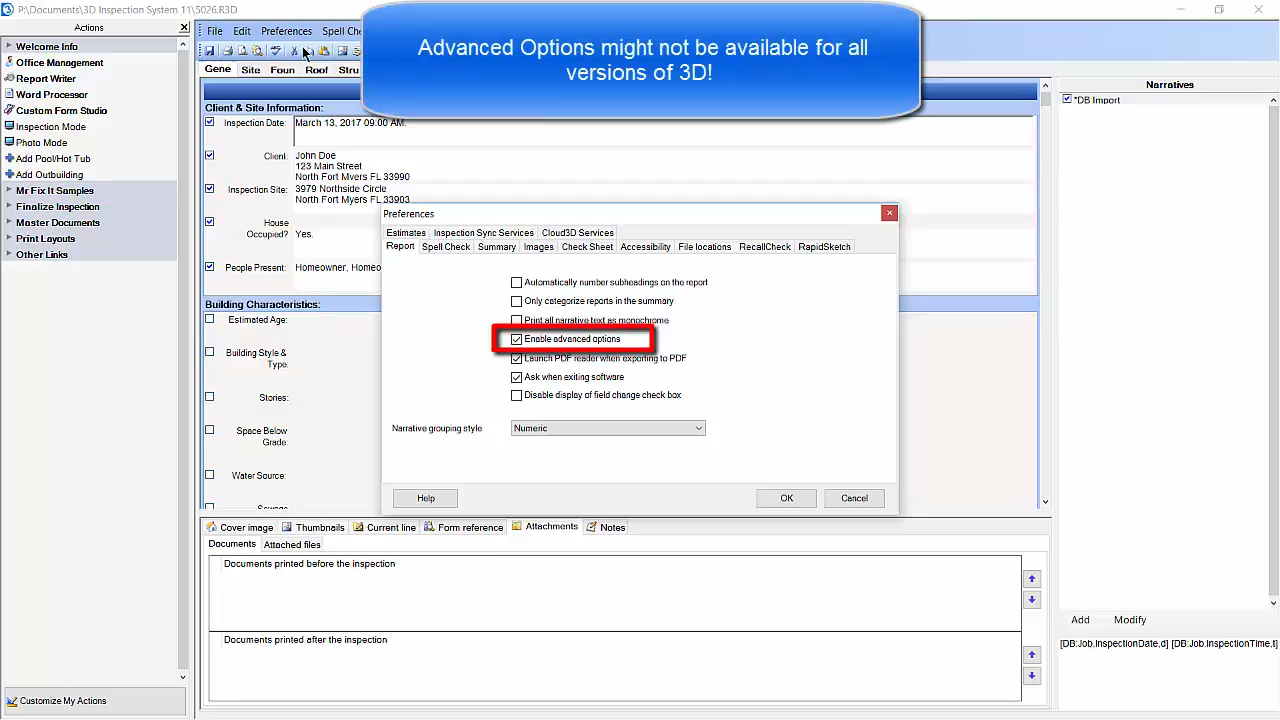 P:\Documents\3D Inspection System 11\5026.R3D
Actions
Welcome Info
Office Management
Report Writer
Word Processor
Custom Form Studio
Inspection Mode
Photo Mode
Add Pool/Hot Tub
Add Outbuilding
Mr Fix It Samples
Finalize Inspection
Master Documents
Print Layouts
Other Links
Customize My Actions
File Edit Preferences Spell Che
Gene Site Foun Roof Stru
Advanced Options might not be available for all
versions of 3D!
Client & Site Information:
Inspection Date: March 13, 2017 09:00 AM.
Client: John Doe
123 Main Street
North Fort Myers FL 33990
Inspection Site: 3979 Northside Circle
North Fort Myers FL 33903
House
Occupied? Yes.
People Present: Homeowner, Homeo
Building Characteristics:
Estimated Age:
Building Style &
Type:
Stories:
Space Below
Grade:
Water Source:
Preferences
Estimates Inspection Sync Services Cloud3D Services
Report Spell Check Summary Images Check Sheet Accessibility File locations RecallCheck RapidSketch
Automatically number subheadings on the report
Only categorize reports in the summary
Print all narrative text as monochrome
Enable advanced options
Launch PDF reader when exporting to PDF
Ask when exiting software
Disable display of field change check box
Narrative grouping style Numeric
Help OK Cancel
Cover image Thumbnails Current line Form reference Attachments Notes
Documents Attached files
Documents printed before the inspection
Documents printed after the inspection
Narratives
*DB Import
Add Modify
[DB:Job.InspectionDate,d] [DB:Job.InspectionTime,t]